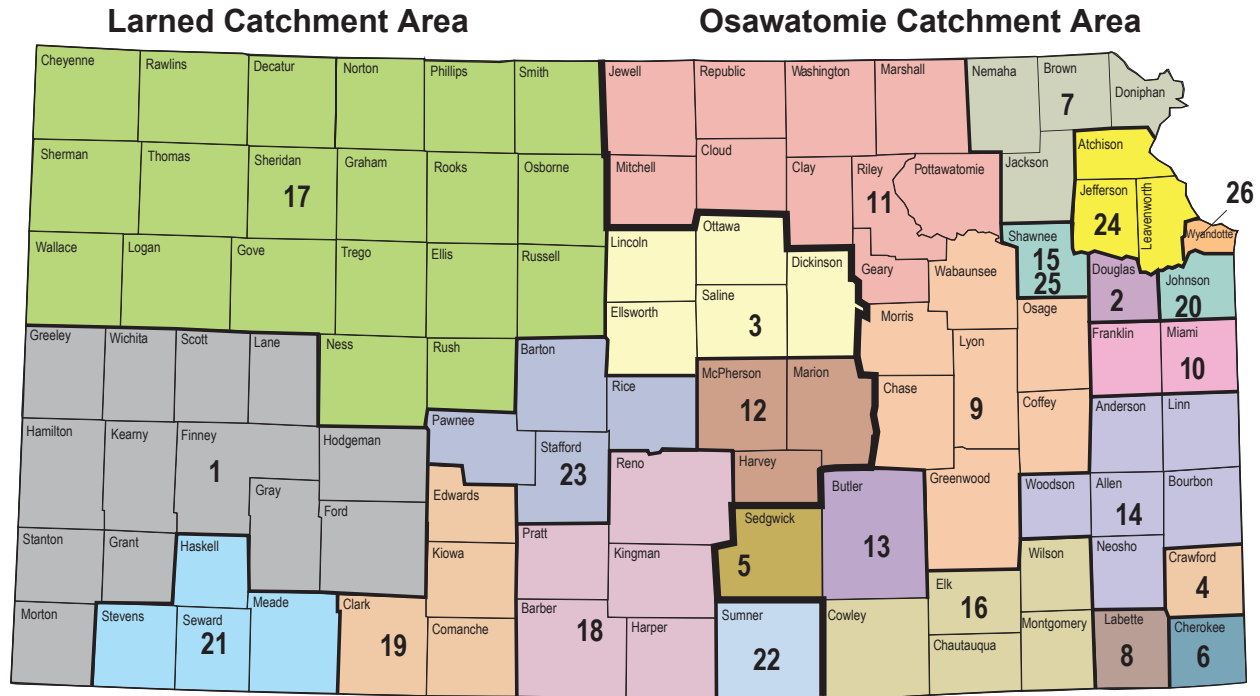 Larned Catchment Area
Osawatomie Catchment Area
Cheyenne
Rawlins
Decatur
Norton
Phillips
Smith
Jewell
Republic
Washington
Marshall
Nemaha
Brown
7
Doniphan
Sherman
Thomas
Sheridan
17
Graham
Rooks
Osborne
Mitchell
Cloud
Clay
Riley
11
Pottawatomie
Jackson
Atchison
Jefferson
24
Leavenworth
26
Wyandotte
Wallace
Logan
Gove
Trego
Ellis
Russell
Lincoln
Ottawa
Dickinson
Saline
3
Ellsworth
Geary
Wabaunsee
Shawnee
15
25
Douglas
2
Johnson
20
Morris
Lyon
9
Osage
Franklin
Miami
10
Greeley
Wichita
Scott
Lane
Ness
Rush
Barton
Rice
McPherson
12
Marion
Chase
Coffey
Anderson
Linn
Hamilton
Kearny
Finney
1
Hodgeman
Pawnee
Stafford
23
Reno
Harvey
Butler
13
Greenwood
Woodson
Allen
14
Bourbon
Gray
Ford
Edwards
Sedgwick
5
Stanton
Grant
Haskell
Kiowa
Pratt
Kingman
Elk
16
Wilson
Neosho
Crawford
4
Morton
Stevens
Seward
21
Meade
Clark
19
Comanche
Barber
18
Harper
Sumner
22
Cowley
Chautauqua
Montgomery
Labette
8
Cherokee
6